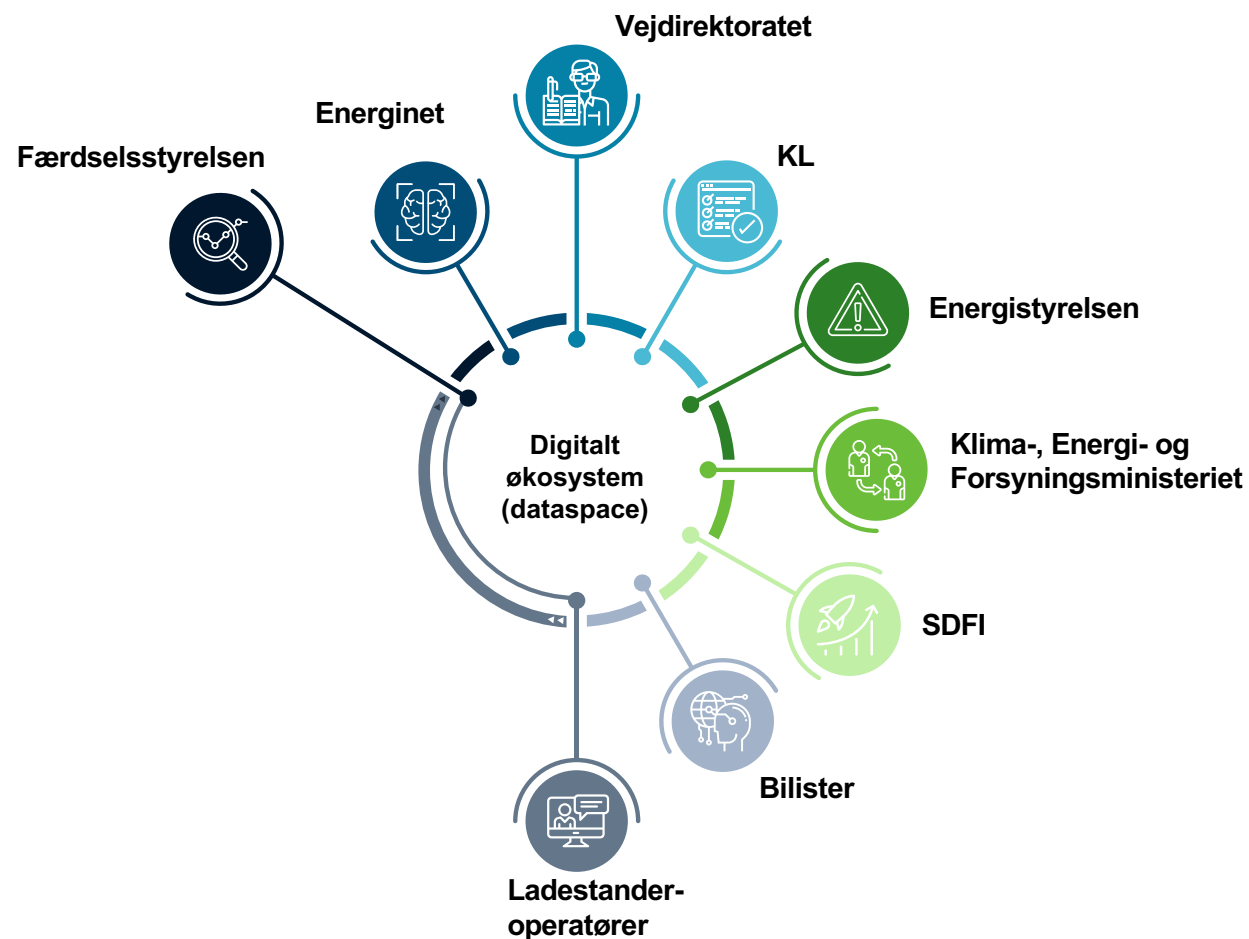 Vejdirektoratet
Energinet
Færdselsstyrelsen
KL
Energistyrelsen
Klima-, Energi- og
Forsyningsministeriet
Digitalt
økosystem
(dataspace)
SDFI
Bilister
Ladestander-
operatører